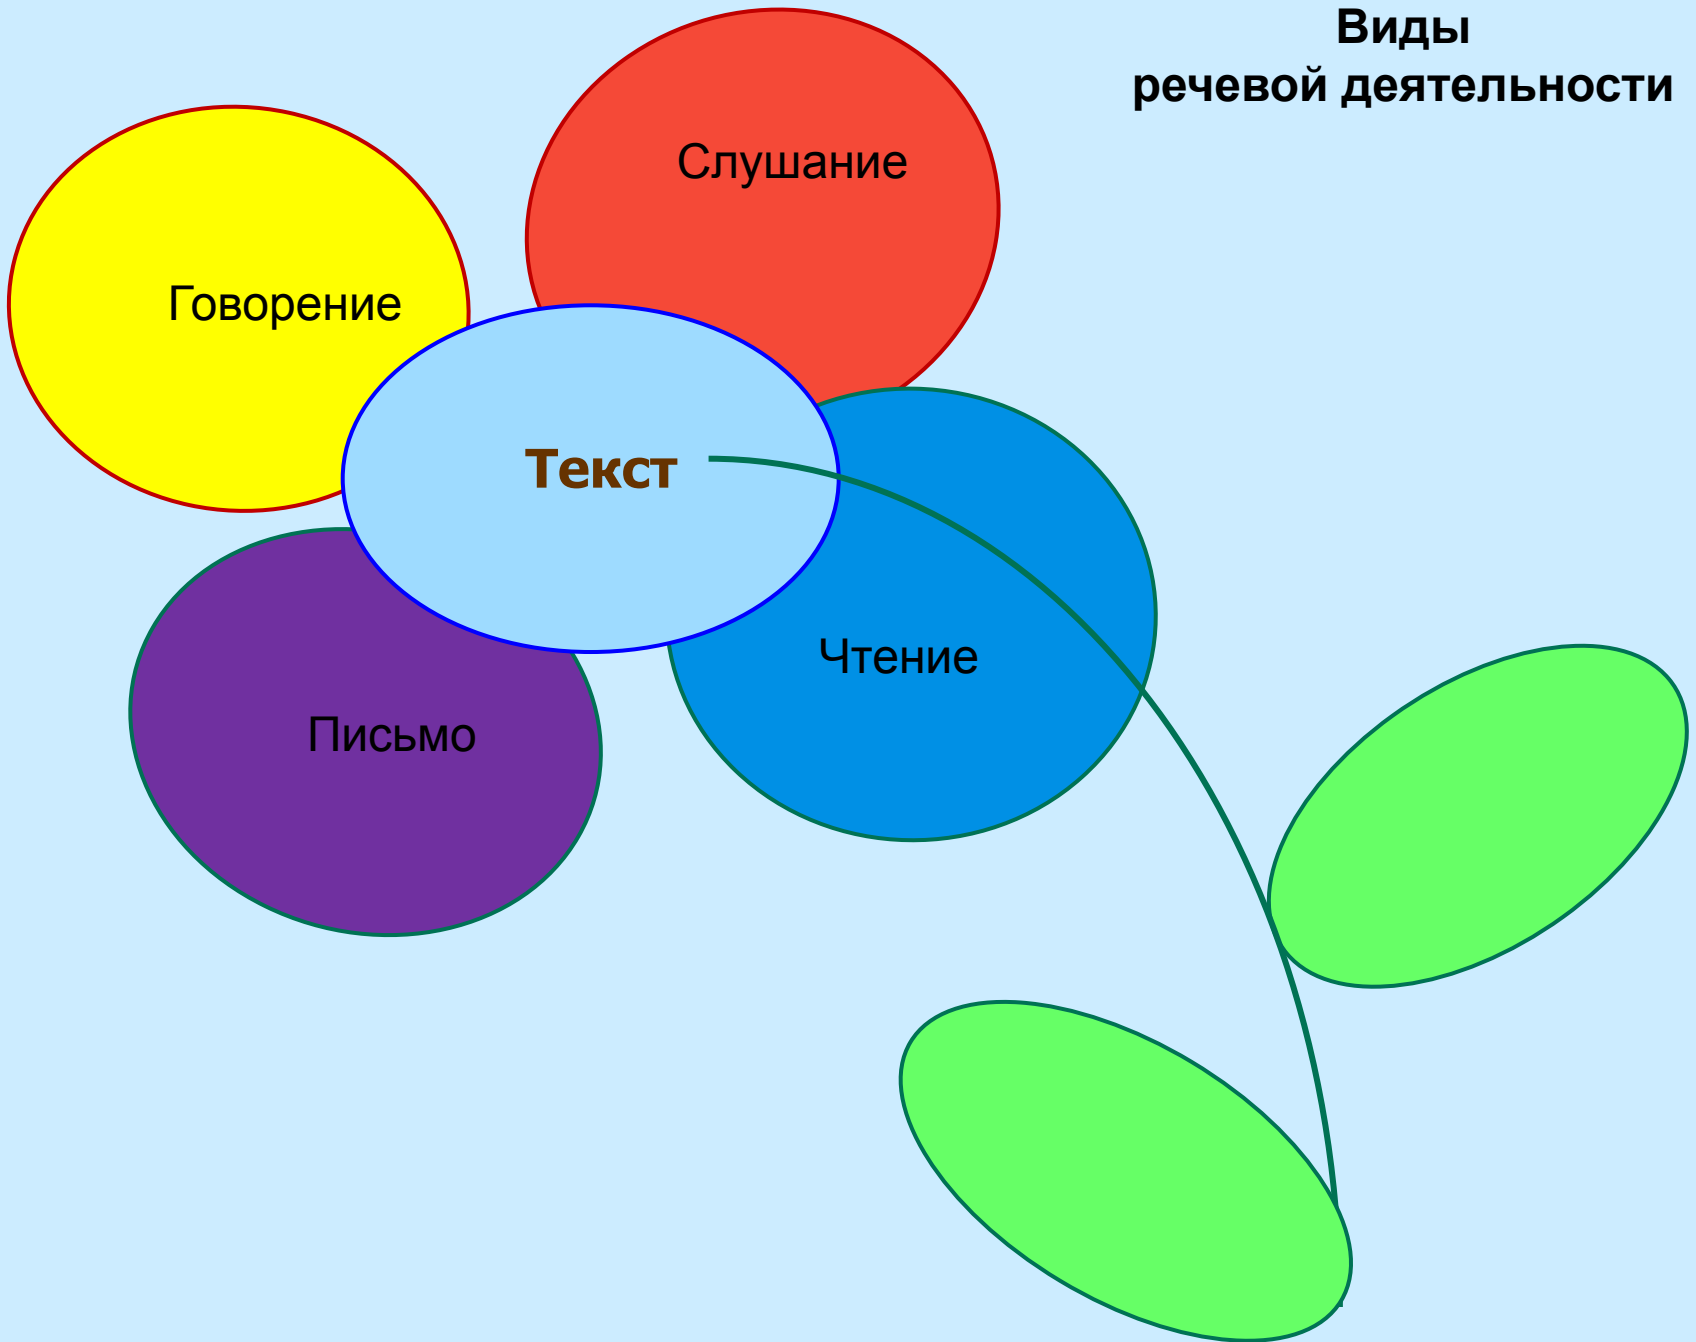 Виды
речевой деятельности
Слушание
Говорение
Текст
Чтение
Письмо